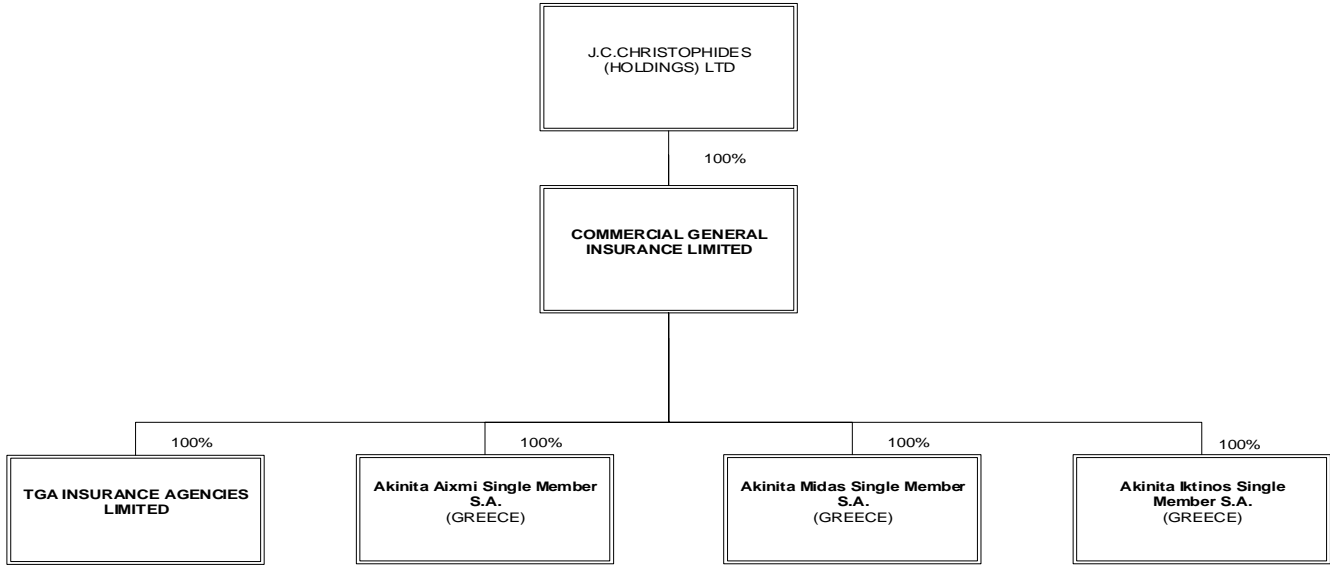 J.C.CHRISTOPHIDES
(HOLDINGS) LTD
100%
COMMERCIAL GENERAL
INSURANCE LIMITED
100%
100%
100%
100%
TGA INSURANCE AGENCIES
LIMITED
Akinita Aixmi Single Member
S.A.
(GREECE)
Akinita Midas Single Member
S.A.
(GREECE)
Akinita Iktinos Single
Member S.A.
(GREECE)